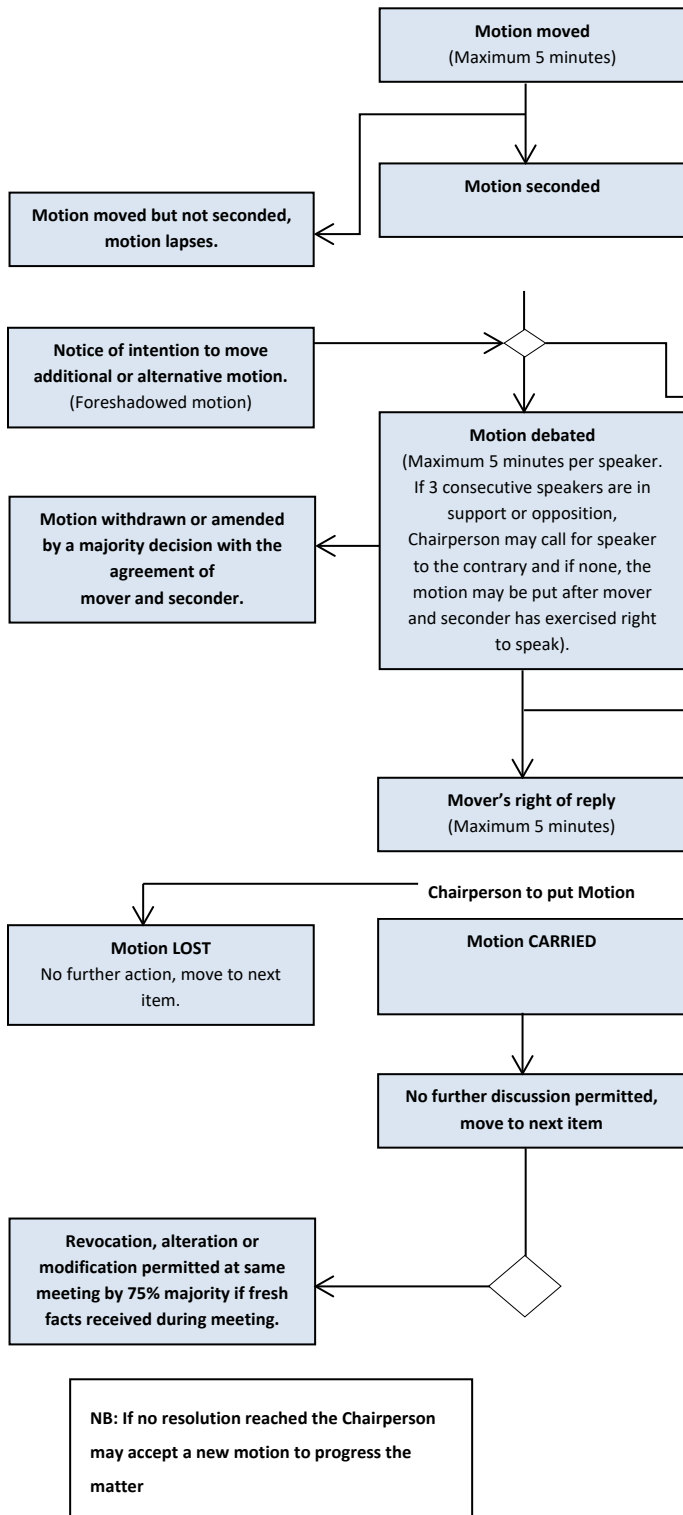 Motion moved
(Maximum 5 minutes)
Motion seconded
Motion moved but not seconded,
motion lapses.
Notice of intention to move
additional or alternative motion.
(Foreshadowed motion)
Motion debated
(Maximum 5 minutes per speaker.
If 3 consecutive speakers are in
support or opposition,
Chairperson may call for speaker
to the contrary and if none, the
motion may be put after mover
and seconder has exercised right
to speak).
Motion withdrawn or amended
by a majority decision with the
agreement of
mover and seconder.
Mover’s right of reply
(Maximum 5 minutes)
Chairperson to put Motion
Motion LOST
No further action, move to next
item.
Motion CARRIED
No further discussion permitted,
move to next item
Revocation, alteration or
modification permitted at same
meeting by 75% majority if fresh
facts received during meeting.
NB: If no resolution reached the Chairperson
may accept a new motion to progress the
matter